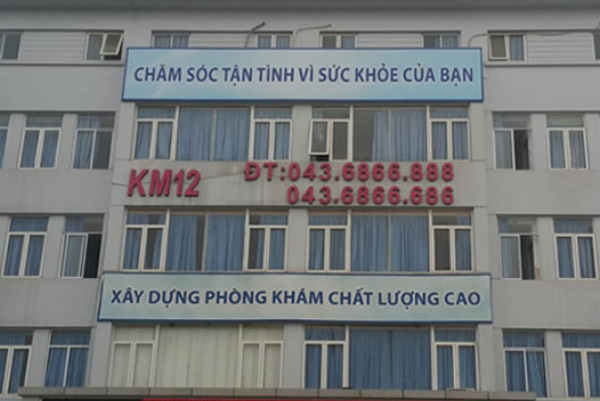 CHĂM SÓC TẬN TÌNH VÌ SỨC KHỎE CỦA BẠN
KM12 ĐT:043.6866.888
043.6866.686
XÂY DỰNG PHÒNG KHÁM CHẤT LƯỢNG CAO